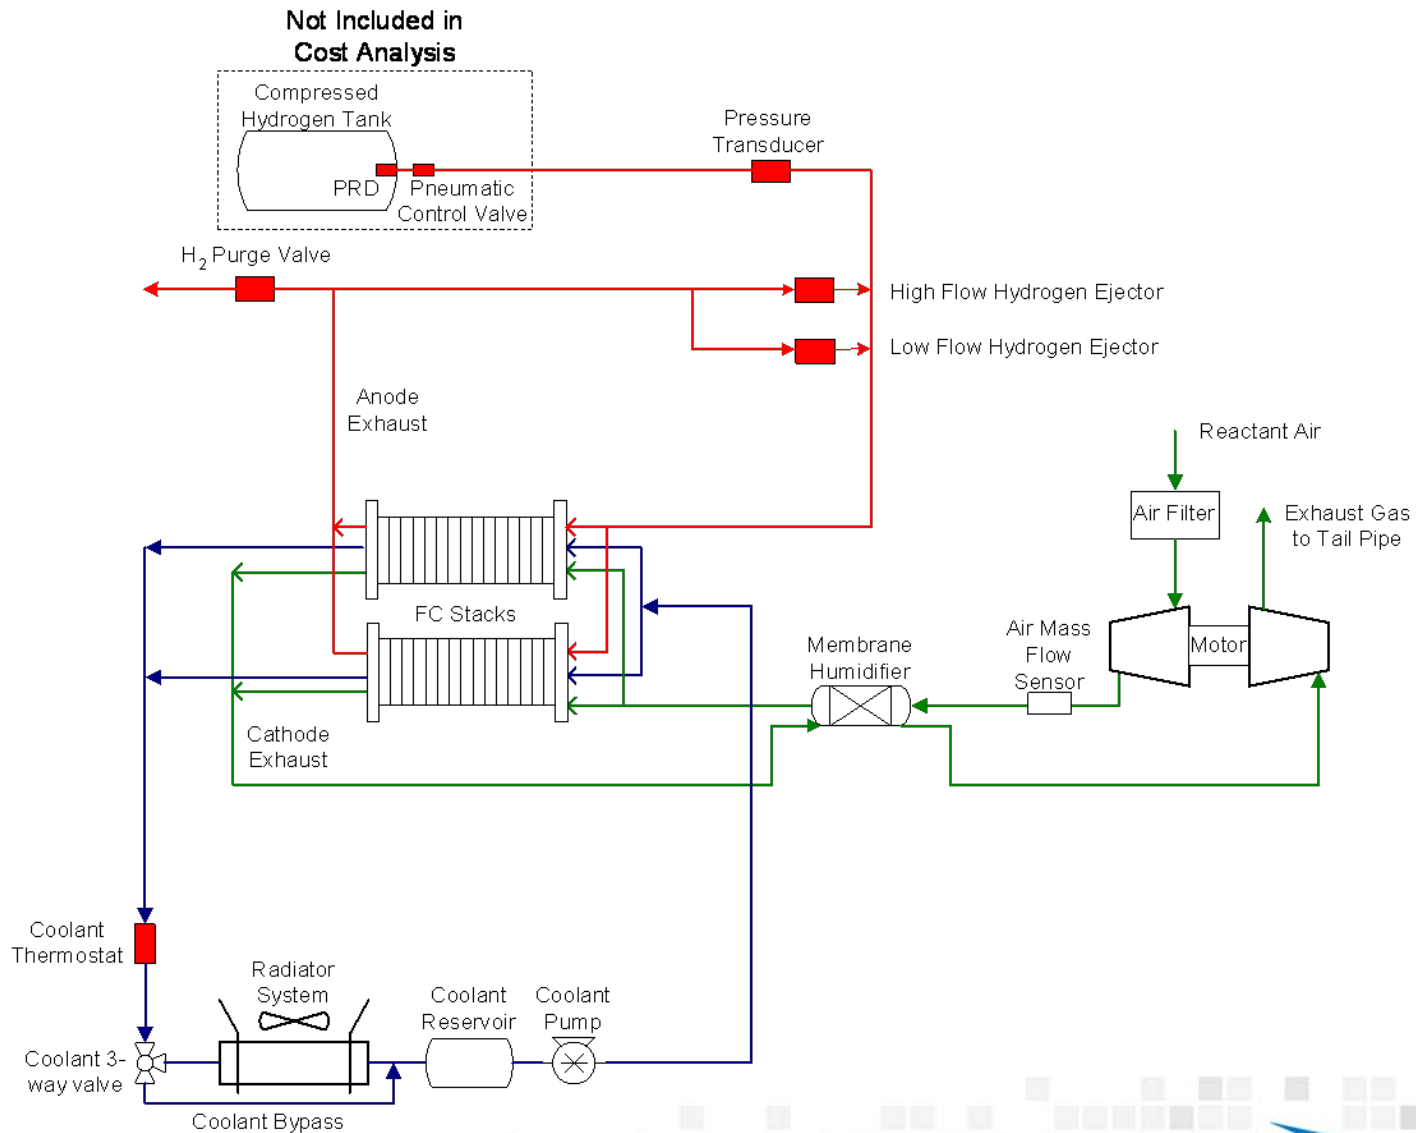 Not Included in
Cost Analysis
Compressed
Hydrogen Tank
PRD
Pneumatic
Control Valve
Pressure
Transducer
H2 Purge Valve
High Flow Hydrogen Ejector
Low Flow Hydrogen Ejector
Anode
Exhaust
Reactant Air
Air Filter
Exhaust Gas
to Tail Pipe
FC Stacks
Membrane
Humidifier
Air Mass
Flow
Sensor
Motor
Cathode
Exhaust
Coolant
Thermostat
Radiator
System
Coolant
Reservoir
Coolant
Pump
Coolant 3-
way valve
Coolant Bypass